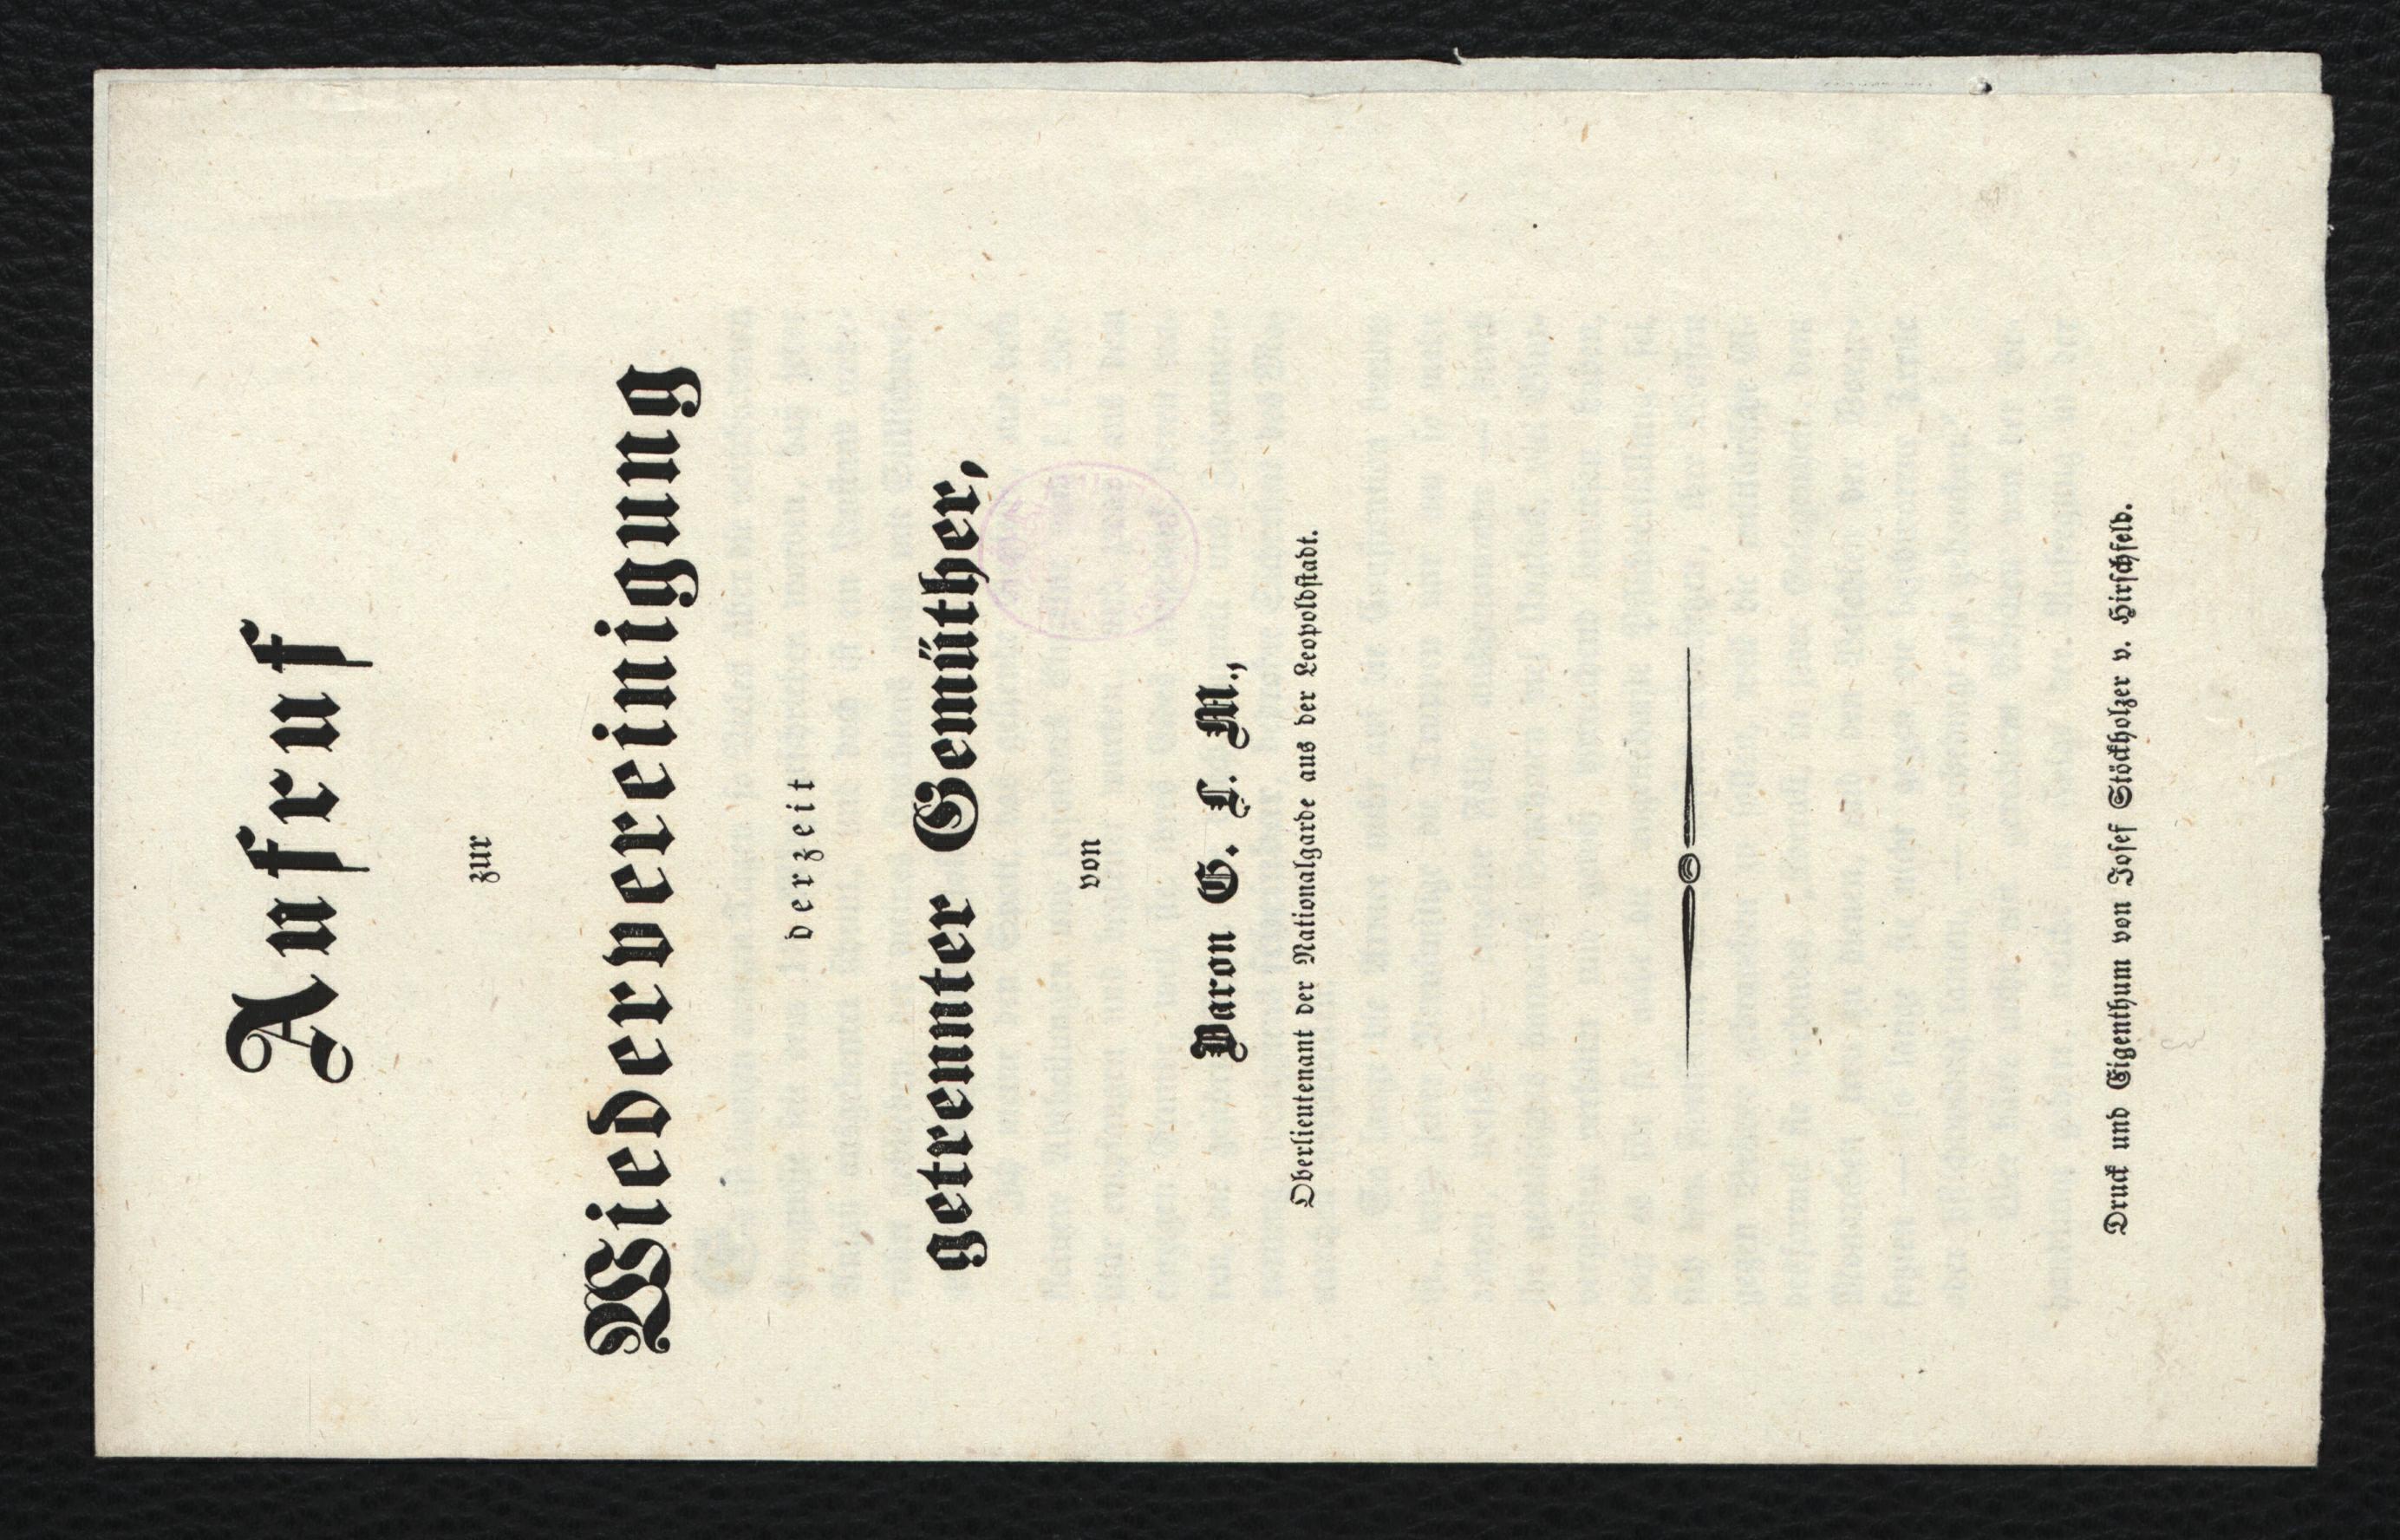 Aufruf
zur
Wiedervereinigung
derzeit
getrennter Gemüther,
von
Baron G. L. M.,
Oberlieutenant der Nationalgarde aus der Leopoldstadt.
Druck und Eigenthum von Josef Stöckholzer v. Hirschfeld.